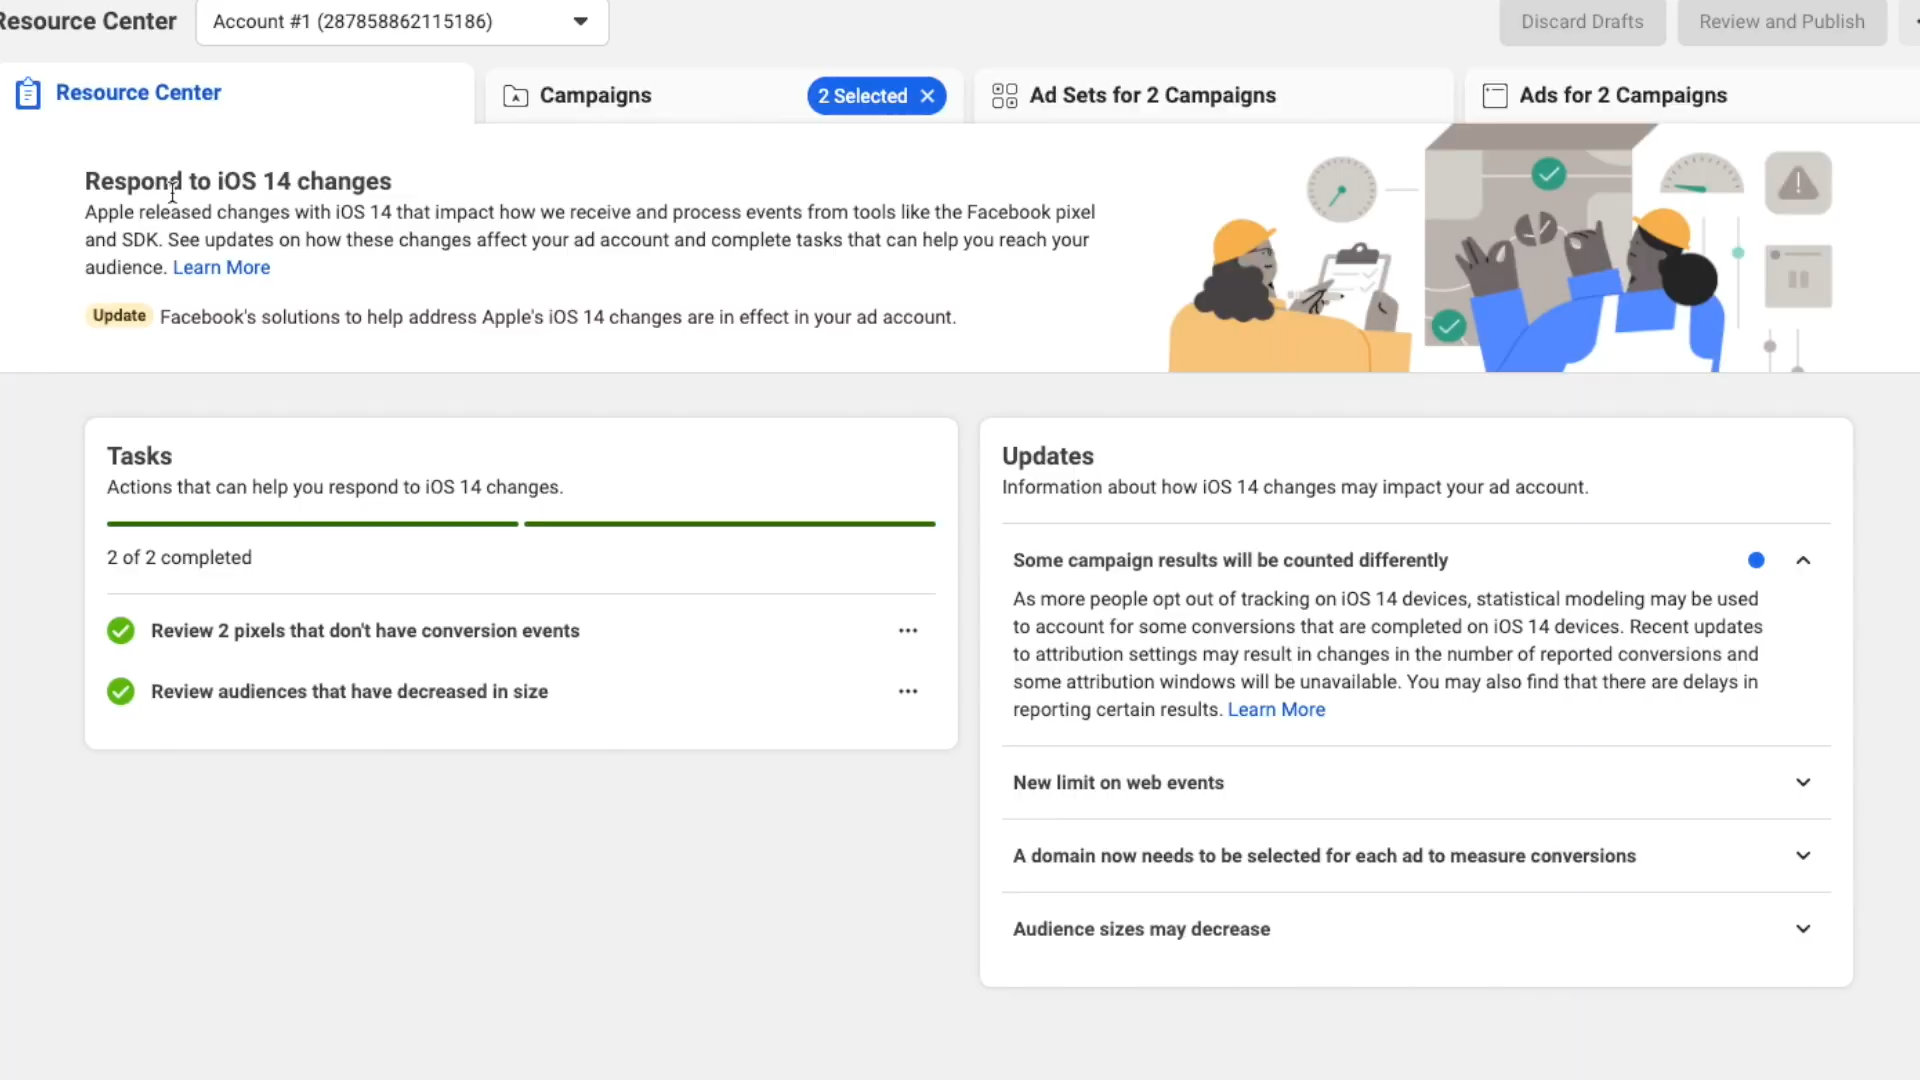 Resource Center
Account #1 (287858862115186)
Discard Drafts
Review and Publish
Resource Center
Campaigns
2 Selected
Ad Sets for 2 Campaigns
Ads for 2 Campaigns
Respond to iOS 14 changes
Apple released changes with iOS 14 that impact how we receive and process events from tools like the Facebook pixel
and SDK. See updates on how these changes affect your ad account and complete tasks that can help you reach your
audience. Learn More
Update Facebook's solutions to help address Apple's iOS 14 changes are in effect in your ad account.
Tasks
Actions that can help you respond to iOS 14 changes.
2 of 2 completed
Review 2 pixels that don't have conversion events
Review audiences that have decreased in size
Updates
Information about how iOS 14 changes may impact your ad account.
Some campaign results will be counted differently
As more people opt out of tracking on iOS 14 devices, statistical modeling may be used
to account for some conversions that are completed on iOS 14 devices. Recent updates
to attribution settings may result in changes in the number of reported conversions and
some attribution windows will be unavailable. You may also find that there are delays in
reporting certain results. Learn More
New limit on web events
A domain now needs to be selected for each ad to measure conversions
Audience sizes may decrease